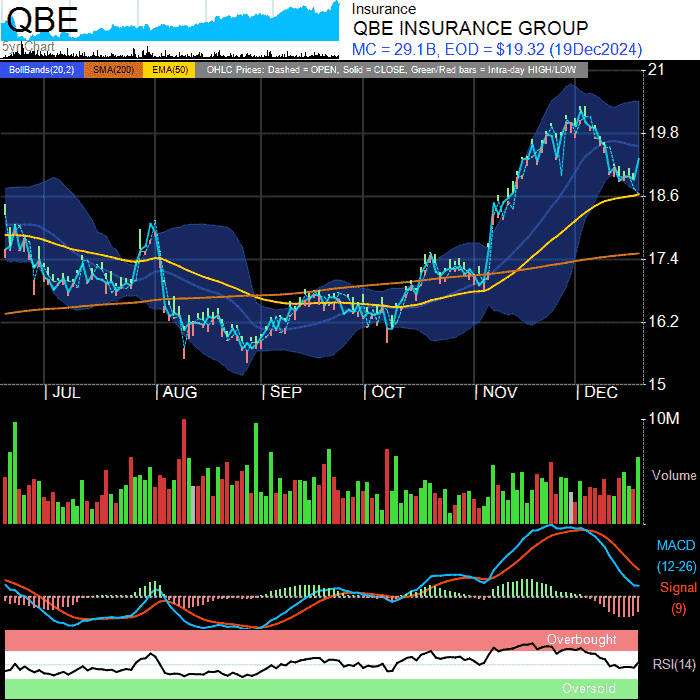 QBE
5yr Chart
Insurance
QBE INSURANCE GROUP
MC = 29.1B, EOD = $19.32 (19Dec2024)
BollBands(20,2) SMA(200) EMA(50) OHLC Prices: Dashed = OPEN, Solid = CLOSE, Green/Red bars = Intra-day HIGH/LOW
21
19.8
18.6
17.4
16.2
15
| JUL | AUG | SEP | OCT | NOV | DEC
10M
Volume
MACD
(12-26)
Signal
(9)
Overbought
RSI(14)
Oversold